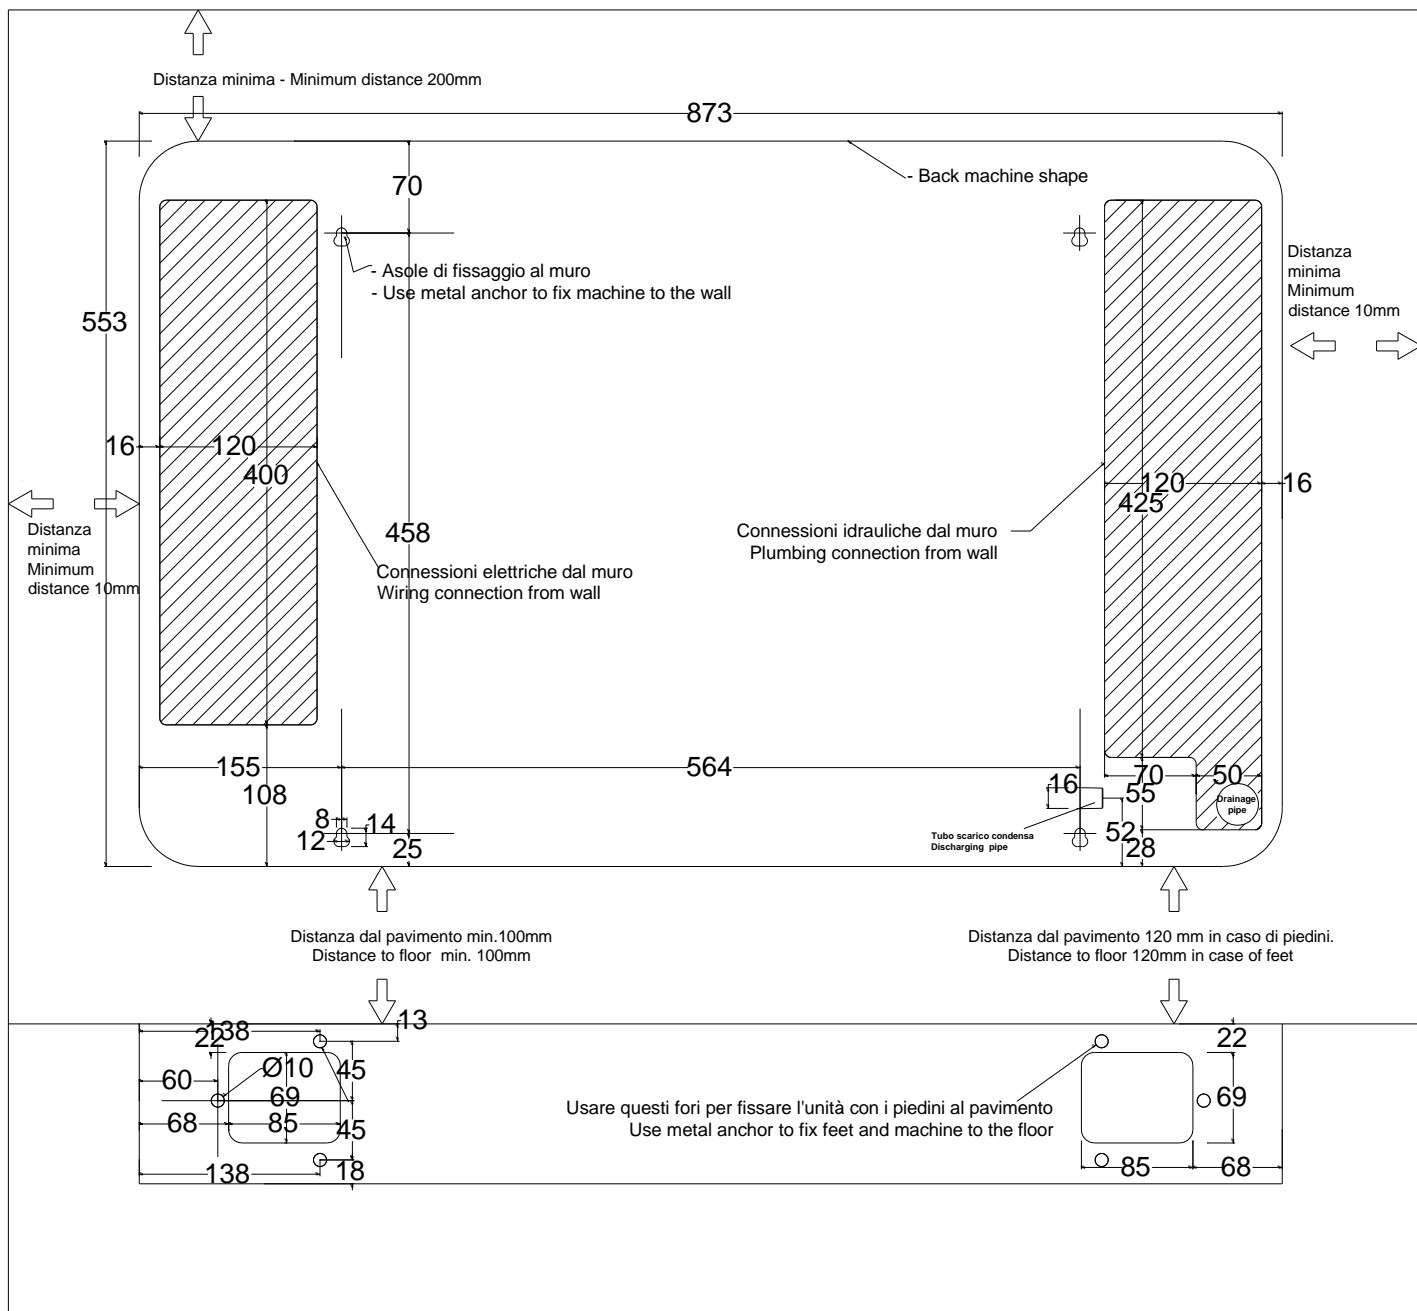 Distanza minima - Minimum distance 200mm
873
70
- Back machine shape
- Asole di fissaggio al muro
- Use metal anchor to fix machine to the wall
Distanza
minima
Minimum
distance 10mm
553
16
120
400
458
120
425
16
Distanza
minima
Minimum
distance 10mm
Connessioni idrauliche dal muro
Plumbing connection from wall
Connessioni elettriche dal muro
Wiring connection from wall
155
564
108
70
50
16
55
Drainage
pipe
8
14
12
25
52
28
Tubo scarico condensa
Discharging pipe
Distanza dal pavimento min.100mm
Distance to floor min. 100mm
Distanza dal pavimento 120 mm in caso di piedini.
Distance to floor 120mm in case of feet
138
13
22
22
60
Ø10
45
69
69
68
85
45
Usare questi fori per fissare l'unità con i piedini al pavimento
Use metal anchor to fix feet and machine to the floor
138
18
85
68